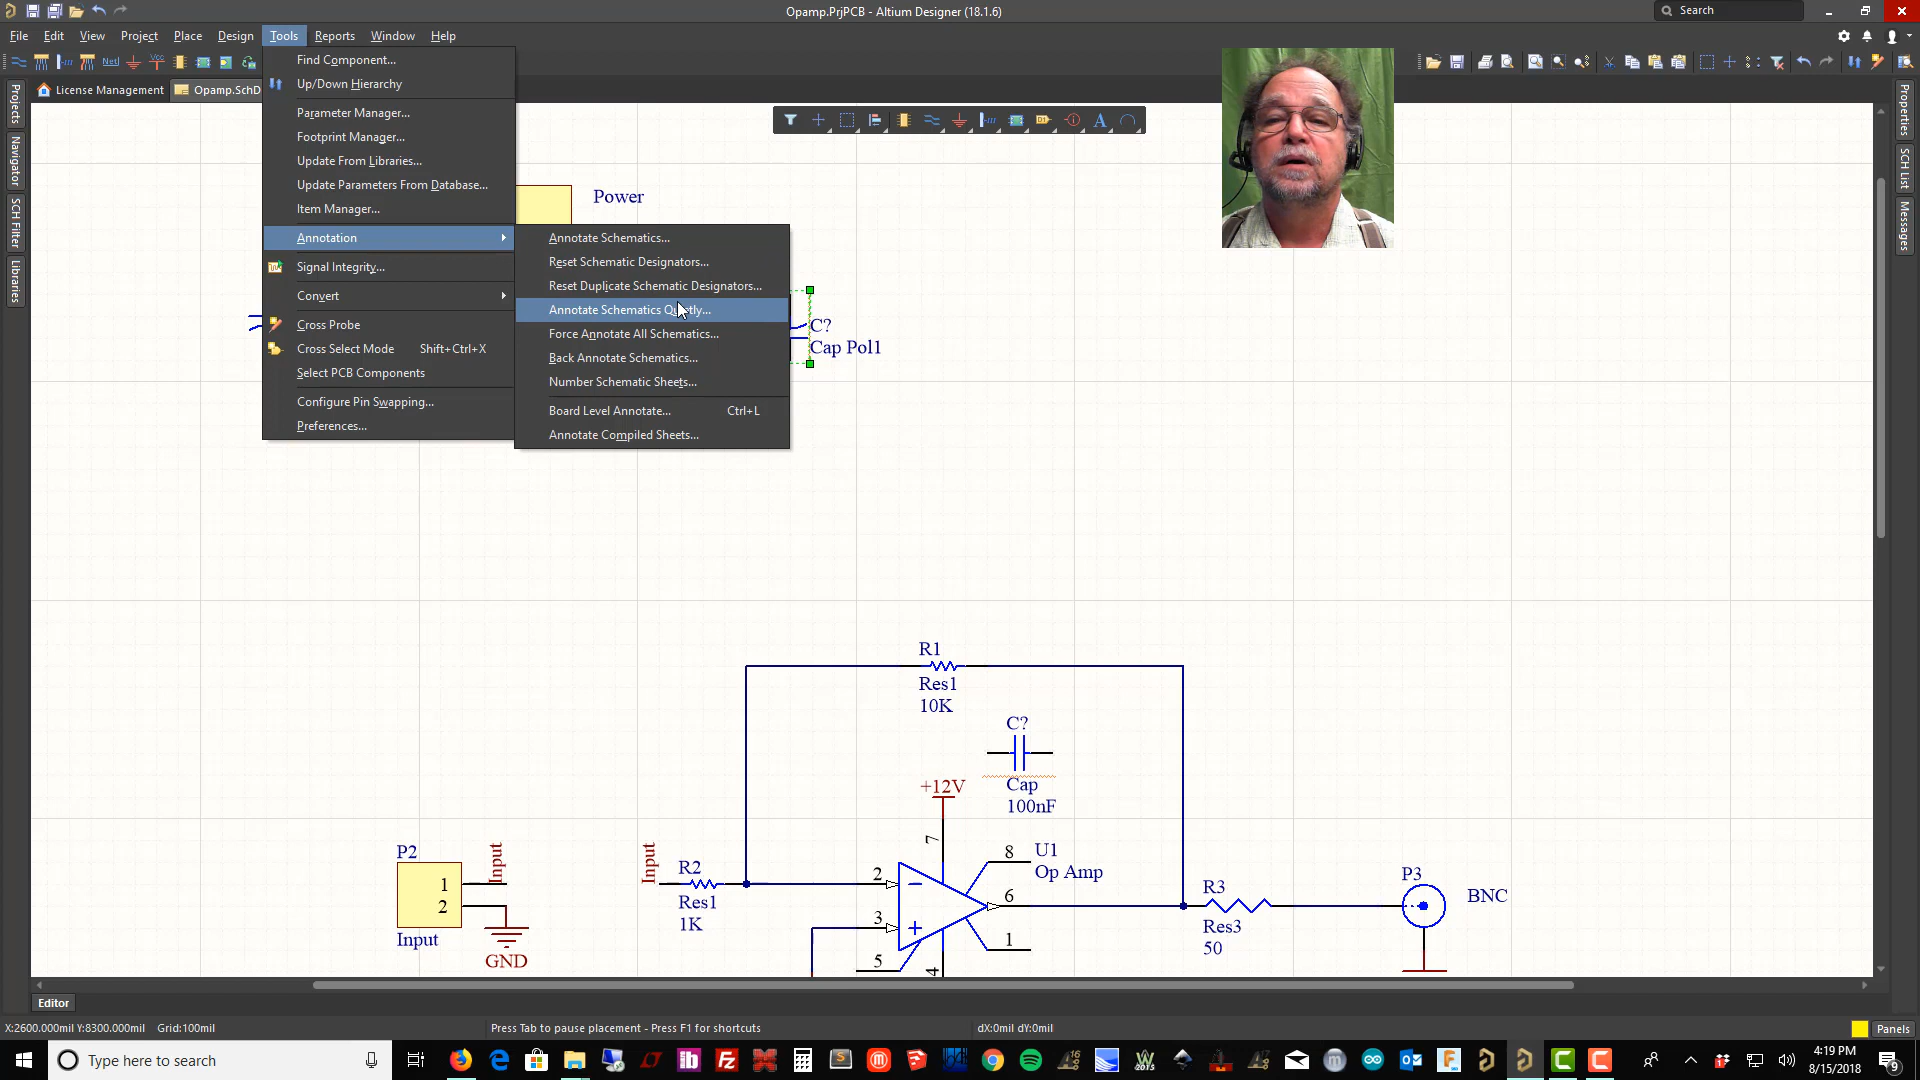 Opamp.PrjPCB - Altium Designer (18.1.6)
Search
File Edit View Project Place Design Tools Reports Window Help
License Management
Opamp.SchD
Projects
Navigator
SCH Filter
Libraries
Properties
SCH List
Messages
Find Component...
Up/Down Hierarchy
Parameter Manager...
Footprint Manager...
Update From Libraries...
Update Parameters From Database...
Item Manager...
Annotation
Signal Integrity...
Convert
Cross Probe
Cross Select Mode Shift+Ctrl+X
Select PCB Components
Configure Pin Swapping...
Preferences...
Annotate Schematics...
Reset Schematic Designators...
Reset Duplicate Schematic Designators...
Annotate Schematics Quietly...
Force Annotate All Schematics...
Back Annotate Schematics...
Number Schematic Sheets...
Board Level Annotate... Ctrl+L
Annotate Compiled Sheets...
Power
C?
Cap Pol1
R1
Res1
10K
C?
Cap
100nF
+12V
7
P2
1
2
Input
Input
GND
Input
R2
Res1
1K
2
3
5
4
8
6
1
U1
Op Amp
R3
Res3
50
P3
BNC
Editor
X:2600.000mil Y:8300.000mil Grid:100mil
Press Tab to pause placement - Press F1 for shortcuts
dX:0mil dY:0mil
Panels
Type here to search
4:19 PM
8/15/2018
9